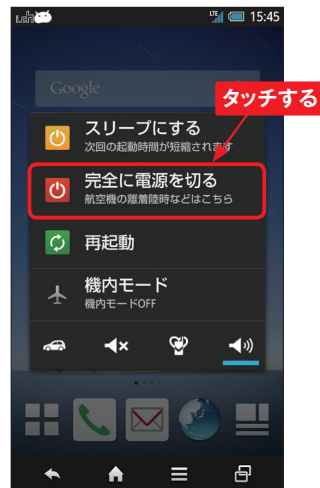 LTE 15:45
Google
タッチする
スリープにする
次回の起動時間が短縮されます
完全に電源を切る
航空機の離着陸時などはこちら
再起動
機内モード
機内モードOFF